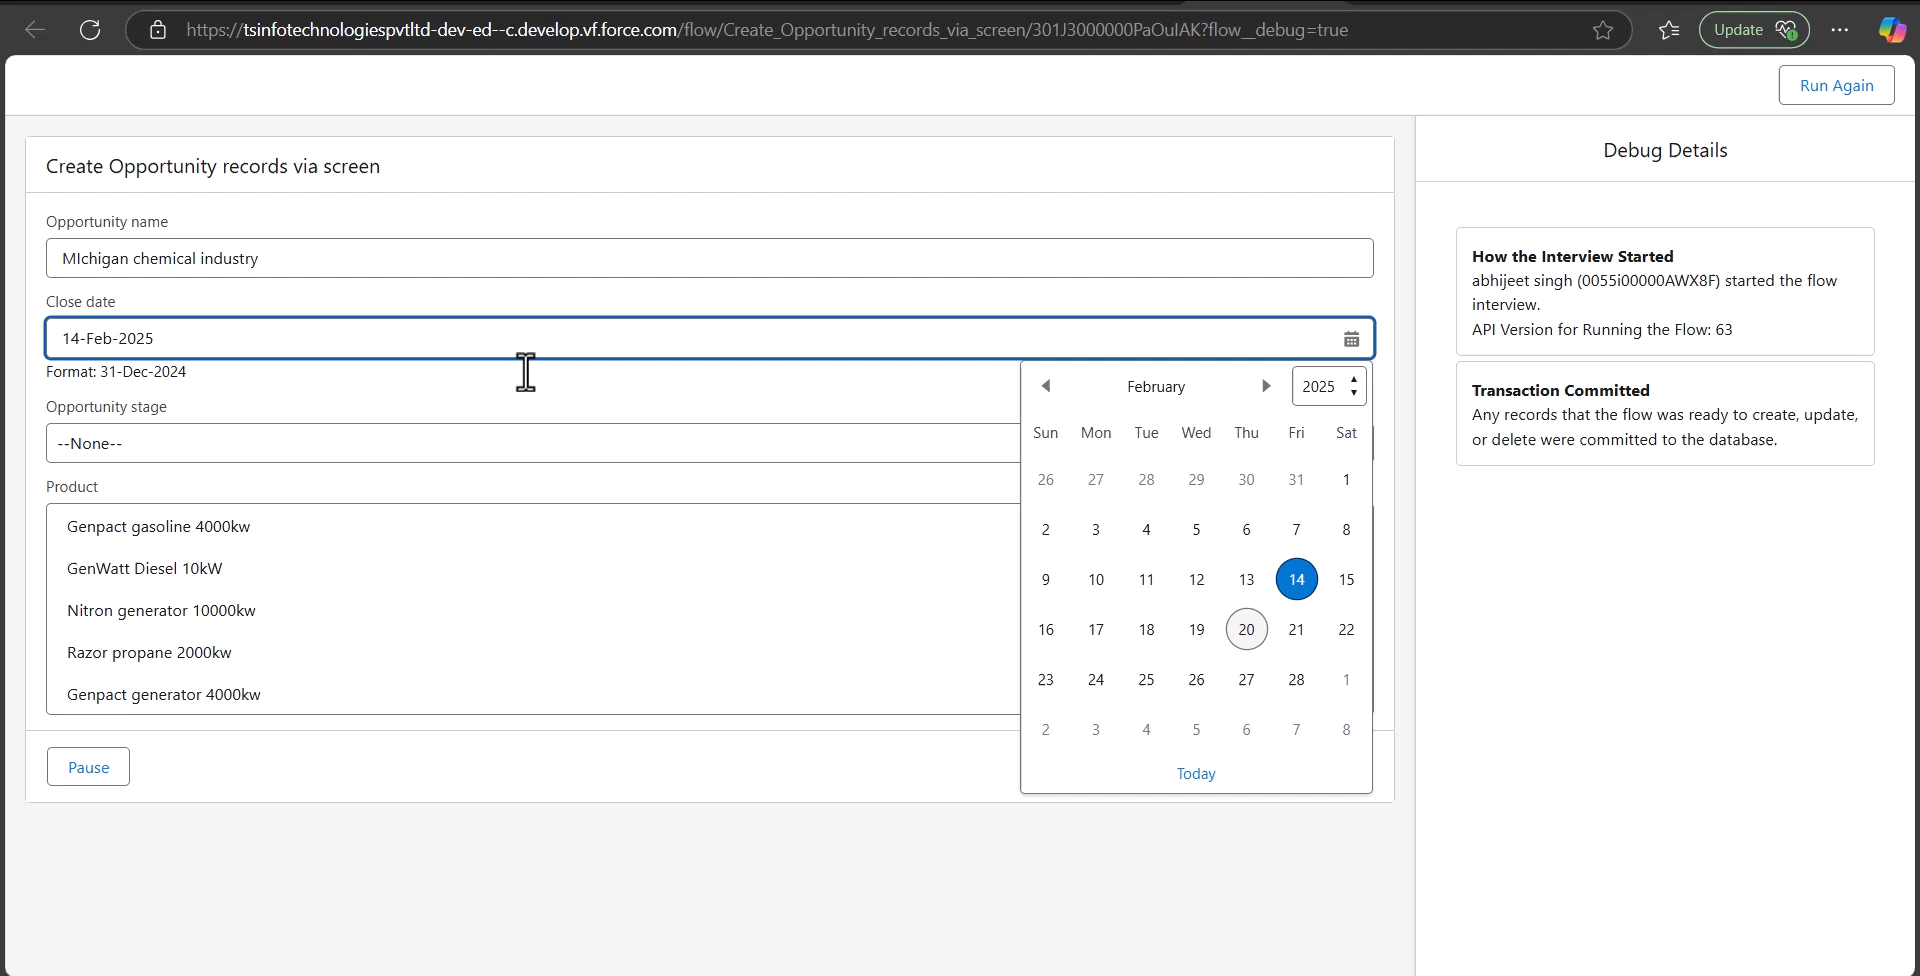 https://tsinfotechnologiespvtltd-dev-ed--c.develop.vf.force.com/flow/Create_Opportunity_records_via_screen/301J3000000PaOuIAK?flow__debug=true
Update
Run Again
Create Opportunity records via screen
Opportunity name
MIchigan chemical industry
Close date
14-Feb-2025
Format: 31-Dec-2024
Opportunity stage
--None--
Product
Genpact gasoline 4000kw
GenWatt Diesel 10kW
Nitron generator 10000kw
Razor propane 2000kw
Genpact generator 4000kw
Pause
February 2025
Sun Mon Tue Wed Thu Fri Sat
26 27 28 29 30 31 1
2 3 4 5 6 7 8
9 10 11 12 13 14 15
16 17 18 19 20 21 22
23 24 25 26 27 28 1
2 3 4 5 6 7 8
Today
Debug Details
How the Interview Started
abhijeet singh (0055i00000AWX8F) started the flow
interview.
API Version for Running the Flow: 63
Transaction Committed
Any records that the flow was ready to create, update,
or delete were committed to the database.